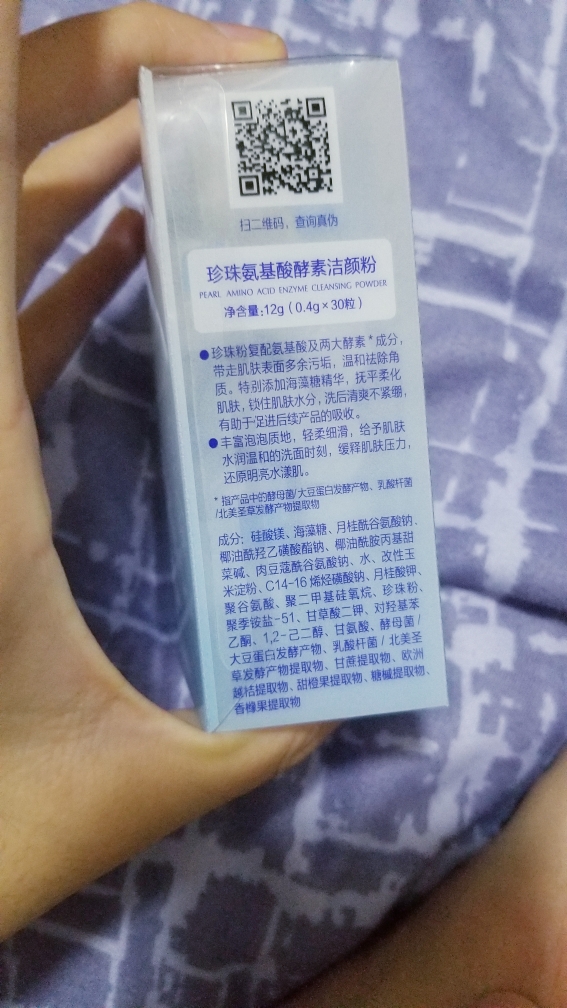 扫二维码，查询真伪
珍珠氨基酸酵素洁颜粉
PEARL AMINO ACID ENZYME CLEANSING POWDER
净含量:12g（0.4g×30粒）
●珍珠粉复配氨基酸及两大酵素*成分，
带走肌肤表面多余污垢，温和祛除角
质。特别添加海藻糖精华，抚平柔化
肌肤，锁住肌肤水分，洗后清爽不紧绷，
有助于促进后续产品的吸收。
●丰富泡泡质地，轻柔细滑，给予肌肤
水润温和的洗面时刻，缓释肌肤压力，
还原明亮水漾肌。
*指产品中的酵母菌/大豆蛋白发酵产物、乳酸杆菌
/北美圣草发酵产物提取物
成分：硅酸镁、海藻糖、月桂酰谷氨酸钠、
椰油酰羟乙磺酸酯钠、椰油酰胺丙基甜
菜碱、肉豆蔻酰谷氨酸钠、水、改性玉
米淀粉、C14-16烯烃磺酸钠、月桂酸钾、
聚谷氨酸、聚二甲基硅氧烷、珍珠粉、
聚季铵盐-51、甘草酸二钾、对羟基苯
乙酮、1,2-己二醇、甘氨酸、酵母菌/
大豆蛋白发酵产物、乳酸杆菌/北美圣
草发酵产物提取物、甘蔗提取物、欧洲
越桔提取物、甜橙果提取物、糖槭提取物、
香橼果提取物